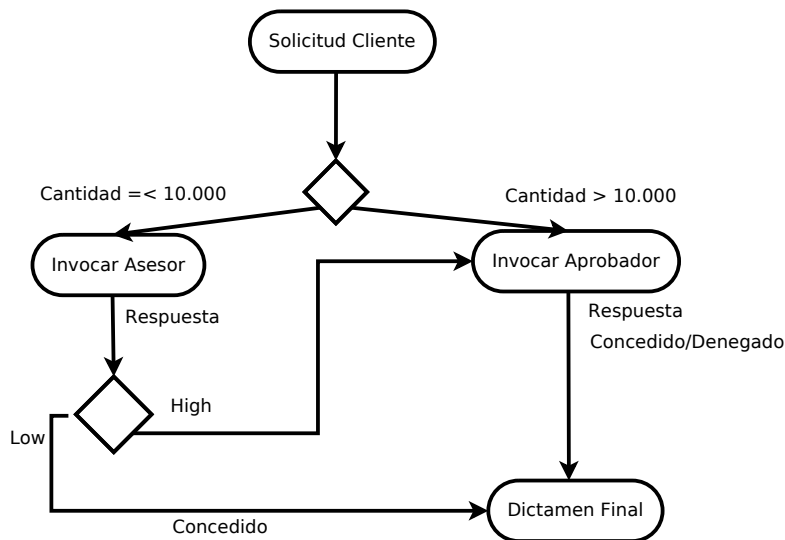 Solicitud Cliente
Cantidad =< 10.000
Cantidad > 10.000
Invocar Asesor
Invocar Aprobador
Respuesta
Respuesta
Concedido/Denegado
High
Low
Dictamen Final
Concedido